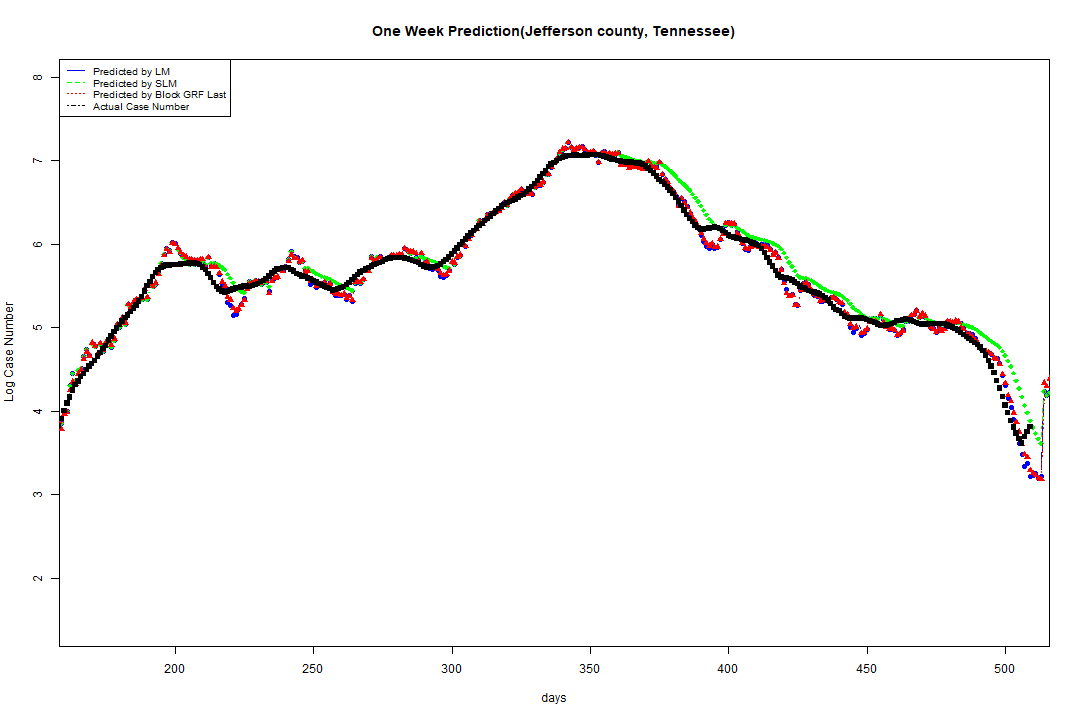 One Week Prediction(Jefferson county, Tennessee)
Predicted by LM
Predicted by SLM
Predicted by Block GRF Last
Actual Case Number
8
7
6
5
4
3
2
Log Case Number
200 250 300 350 400 450 500
days